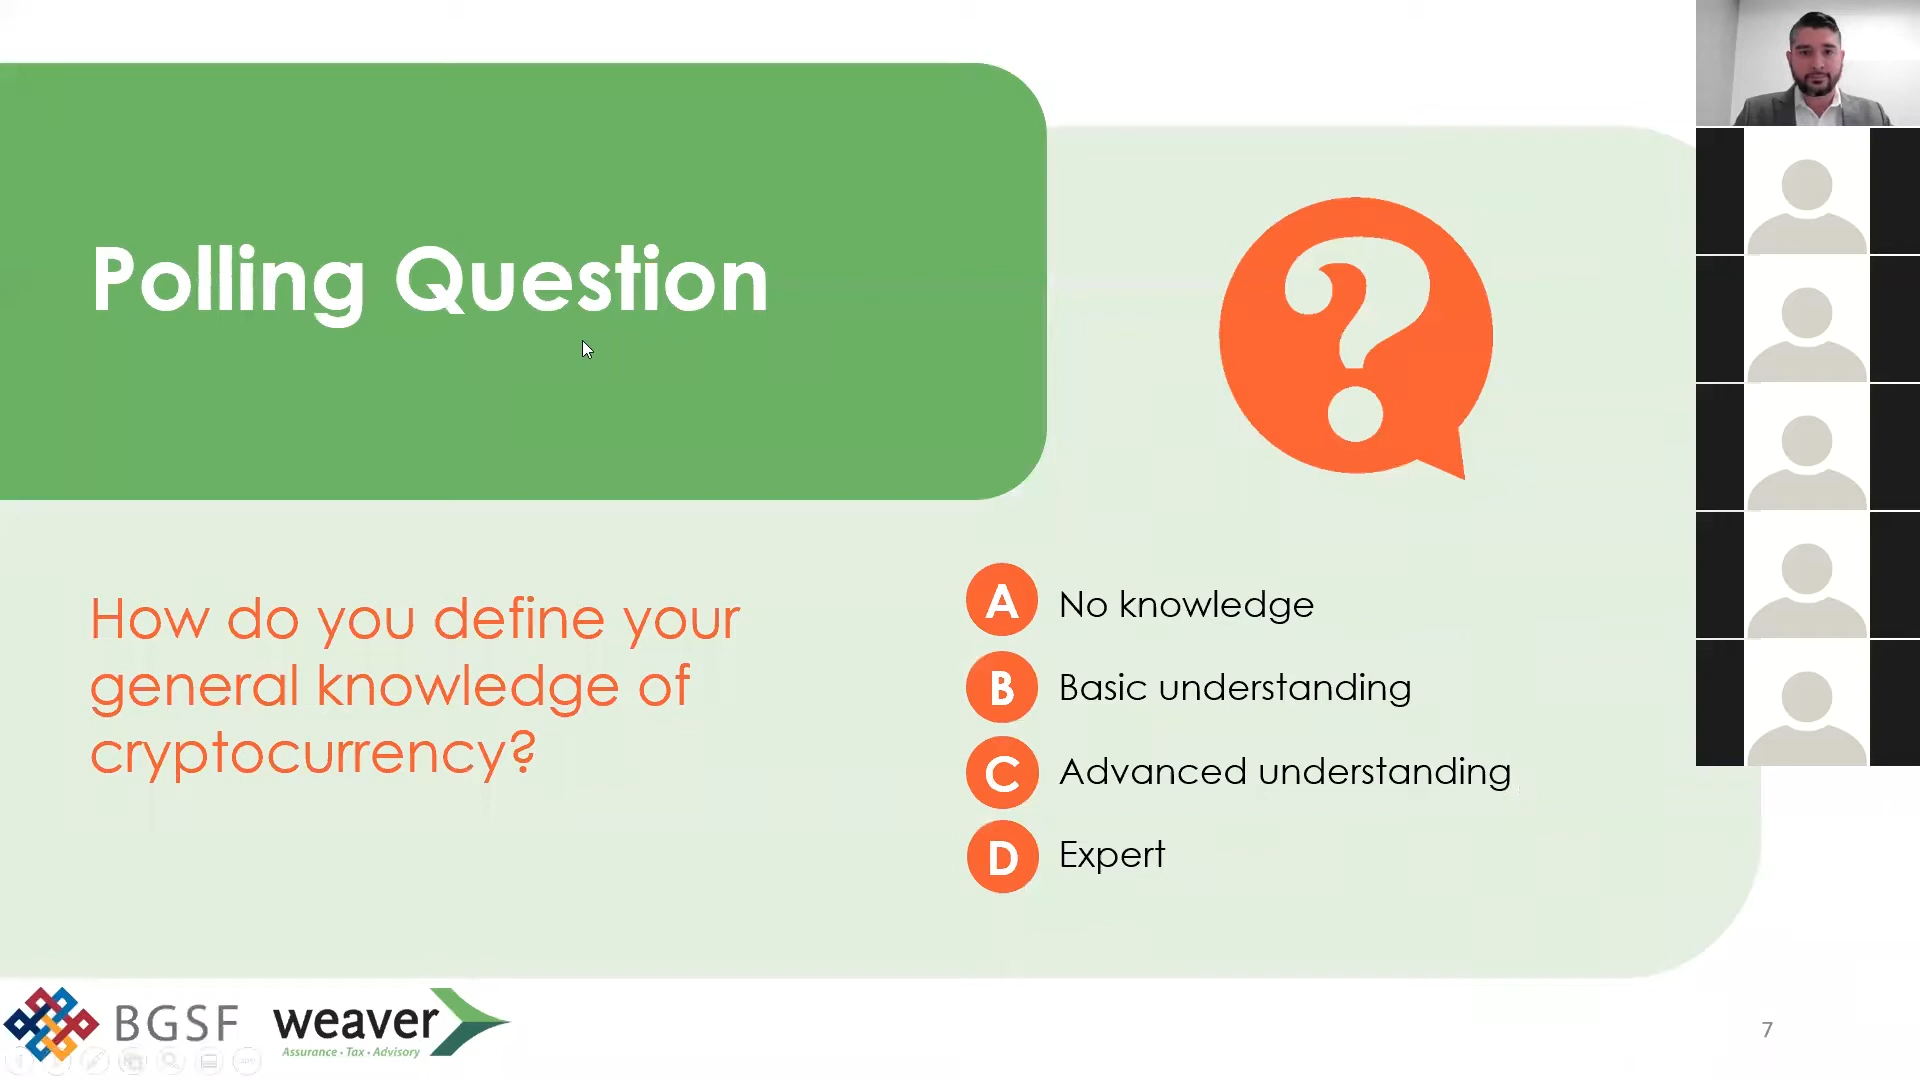 Polling Question
How do you define your
general knowledge of
cryptocurrency?
A No knowledge
B Basic understanding
C Advanced understanding
D Expert
BGSF
weaver
Assurance • Tax • Advisory
7